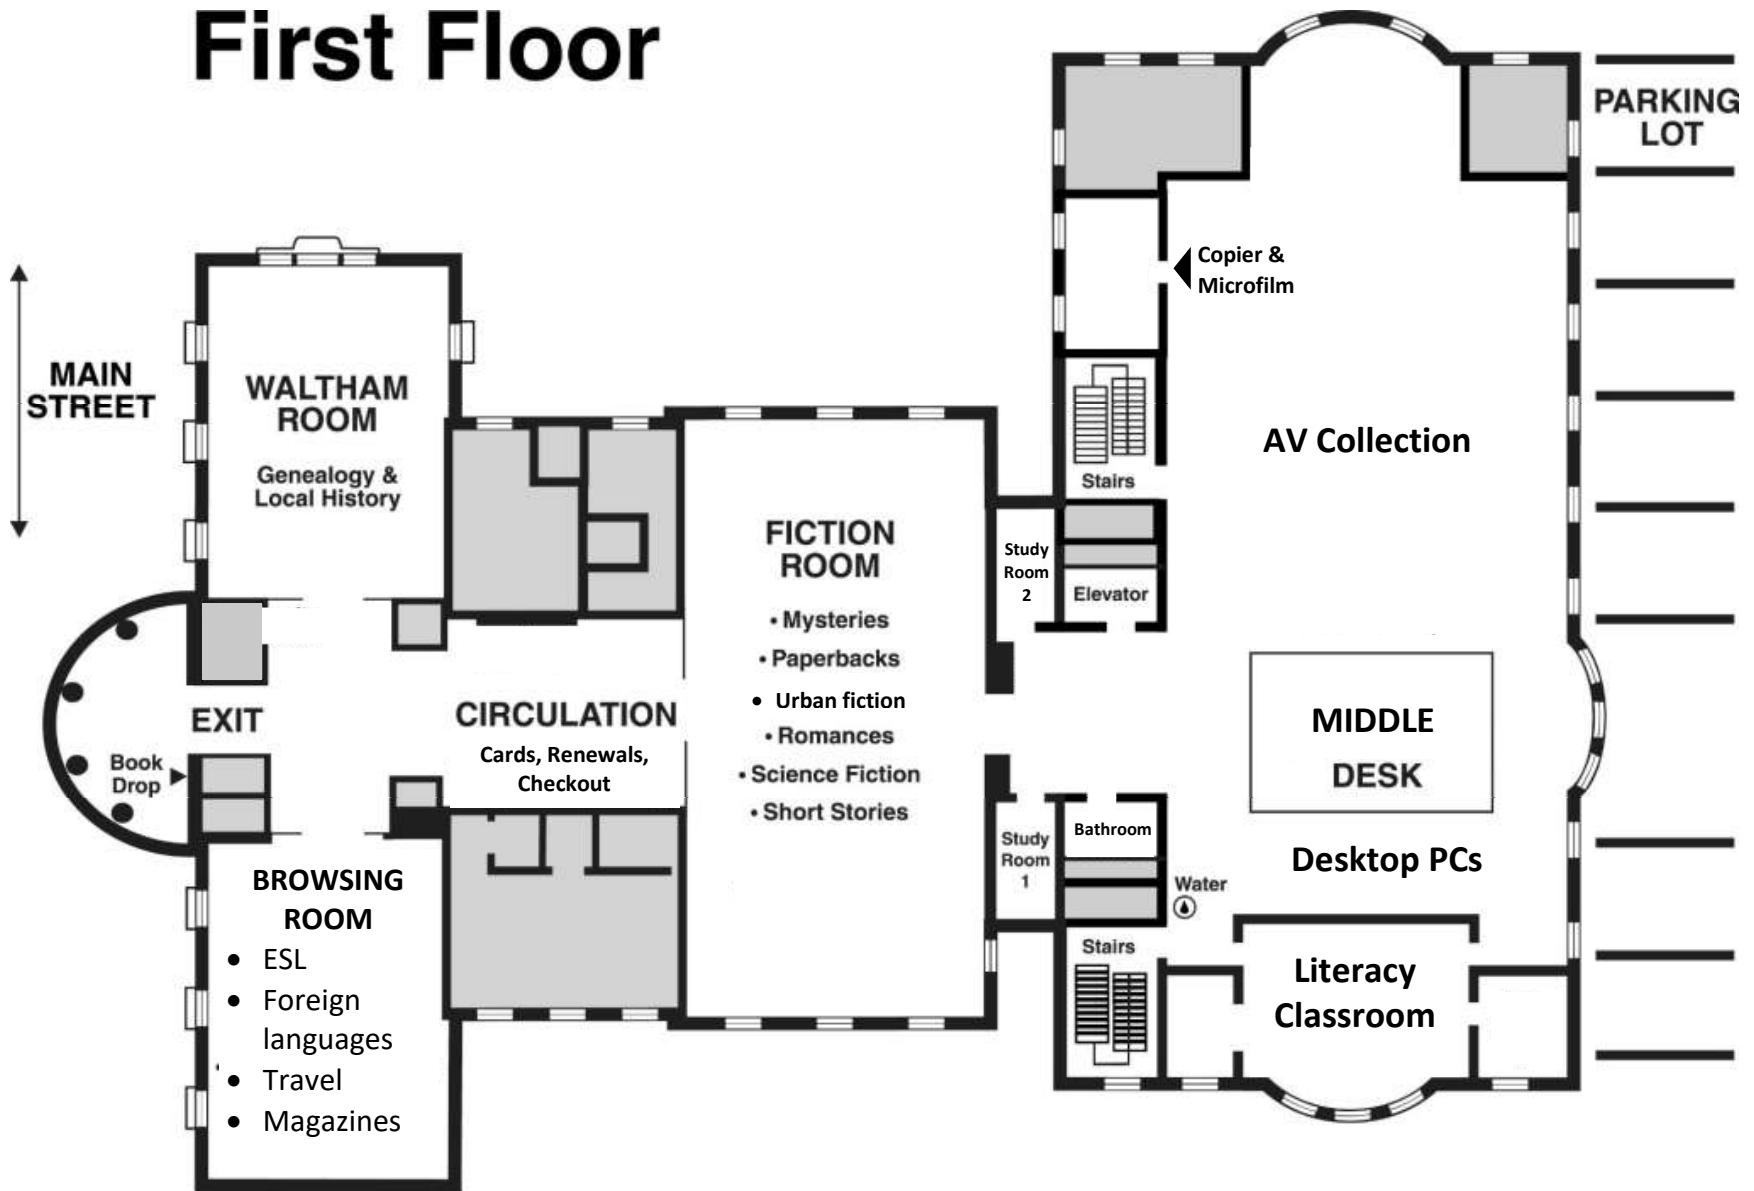 First Floor
PARKING
LOT
Copier &
Microfilm
MAIN
STREET
WALTHAM
ROOM
Genealogy &
Local History
AV Collection
Stairs
FICTION
ROOM
• Mysteries
• Paperbacks
• Urban fiction
• Romances
• Science Fiction
• Short Stories
Study
Room
2
Elevator
EXIT
Book
Drop
CIRCULATION
Cards, Renewals,
Checkout
MIDDLE
DESK
Bathroom
Study
Room
1
Desktop PCs
Water
Stairs
BROWSING
ROOM
• ESL
• Foreign
languages
• Travel
• Magazines
Literacy
Classroom